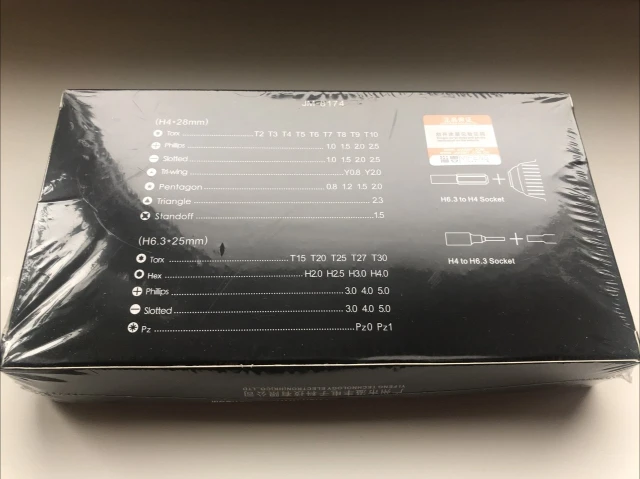 JM-8174
(H4*28mm)
Torx T2 T3 T4 T5 T6 T7 T8 T9 T10
Phillips 1.0 1.5 2.0 2.5
Slotted 1.0 1.5 2.0 2.5
Tri-wing Y0.6 Y2.0
Pentagon 0.8 1.2 1.5 2.0
Triangle 2.3
Standoff 1.5
H6.3 to H4 Socket
(H6.3*25mm)
Torx T15 T20 T25 T27 T30
Hex H2.0 H2.5 H3.0 H4.0
H4 to H6.3 Socket
Phillips 3.0 4.0 5.0
Slotted 3.0 4.0 5.0
Pz Pz0 Pz1